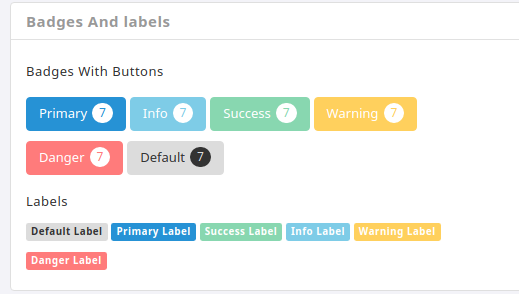 Badges And labels
Badges With Buttons
Primary 7 Info 7 Success 7 Warning 7
Danger 7 Default 7
Labels
Default Label Primary Label Success Label Info Label Warning Label
Danger Label